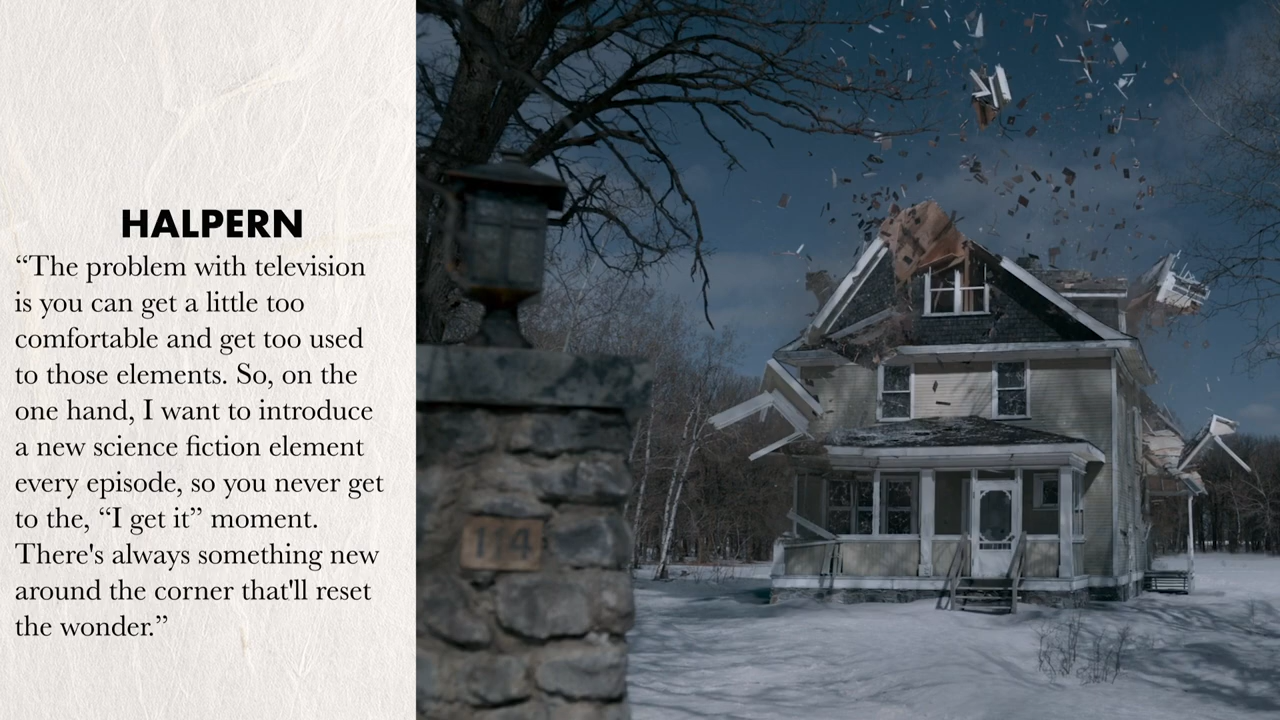 HALPERN
“The problem with television
is you can get a little too
comfortable and get too used
to those elements. So, on the
one hand, I want to introduce
a new science fiction element
every episode, so you never get
to the, “I get it” moment.
There's always something new
around the corner that'll reset
the wonder.”
114